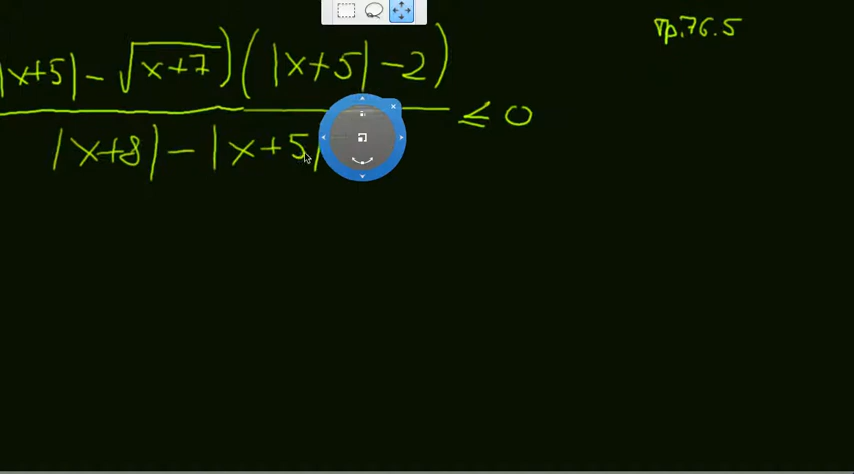 пр.76.5
|x+5| - √x+7 ) ( |x+5| -2 )
≤ 0
|x+8| - |x+5|